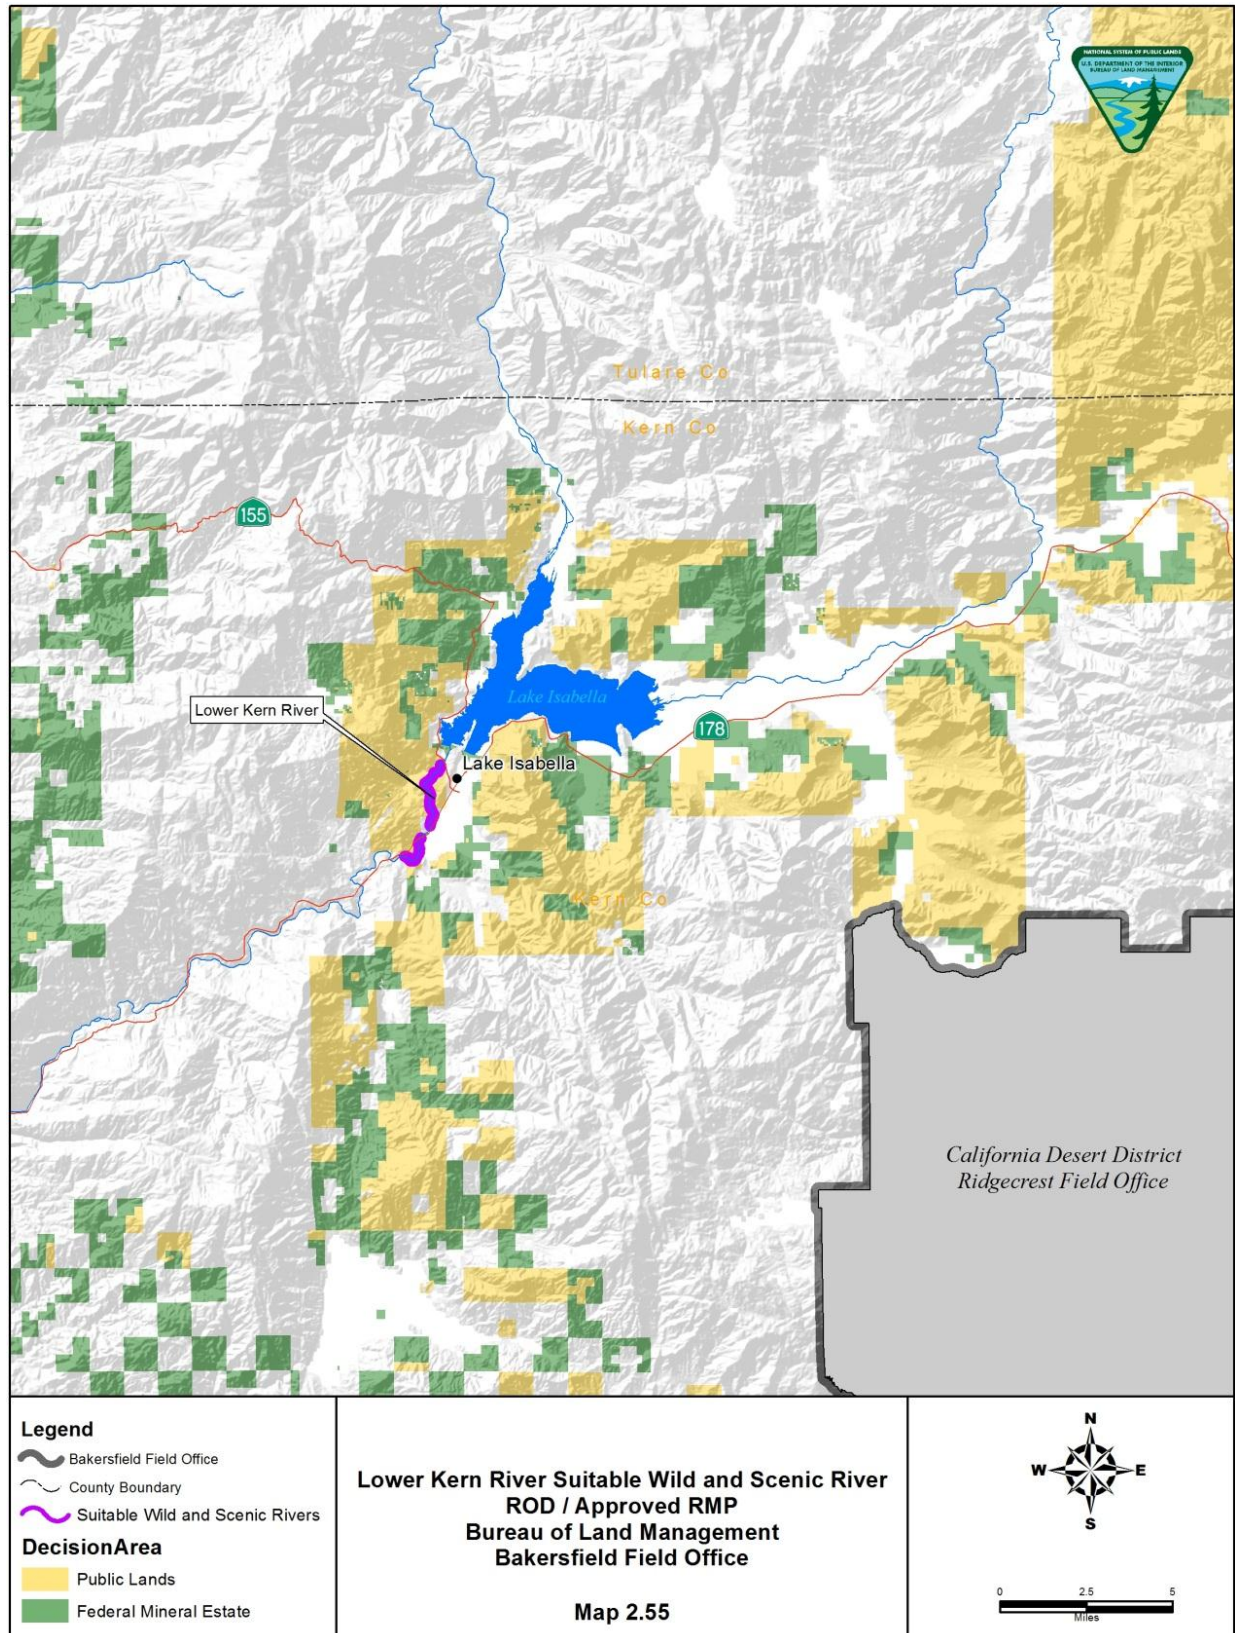 NATIONAL SYSTEM OF PUBLIC LANDS
U.S. DEPARTMENT OF THE INTERIOR
BUREAU OF LAND MANAGEMENT
Tulare Co
Kern Co
155
Lower Kern River
Lake Isabella
178
Lake Isabella
Kern Co
California Desert District
Ridgecrest Field Office
Legend
Bakersfield Field Office
County Boundary
Suitable Wild and Scenic Rivers
DecisionArea
Public Lands
Federal Mineral Estate
Lower Kern River Suitable Wild and Scenic River
ROD / Approved RMP
Bureau of Land Management
Bakersfield Field Office
Map 2.55
N
W E
S
0 2.5 5
Miles